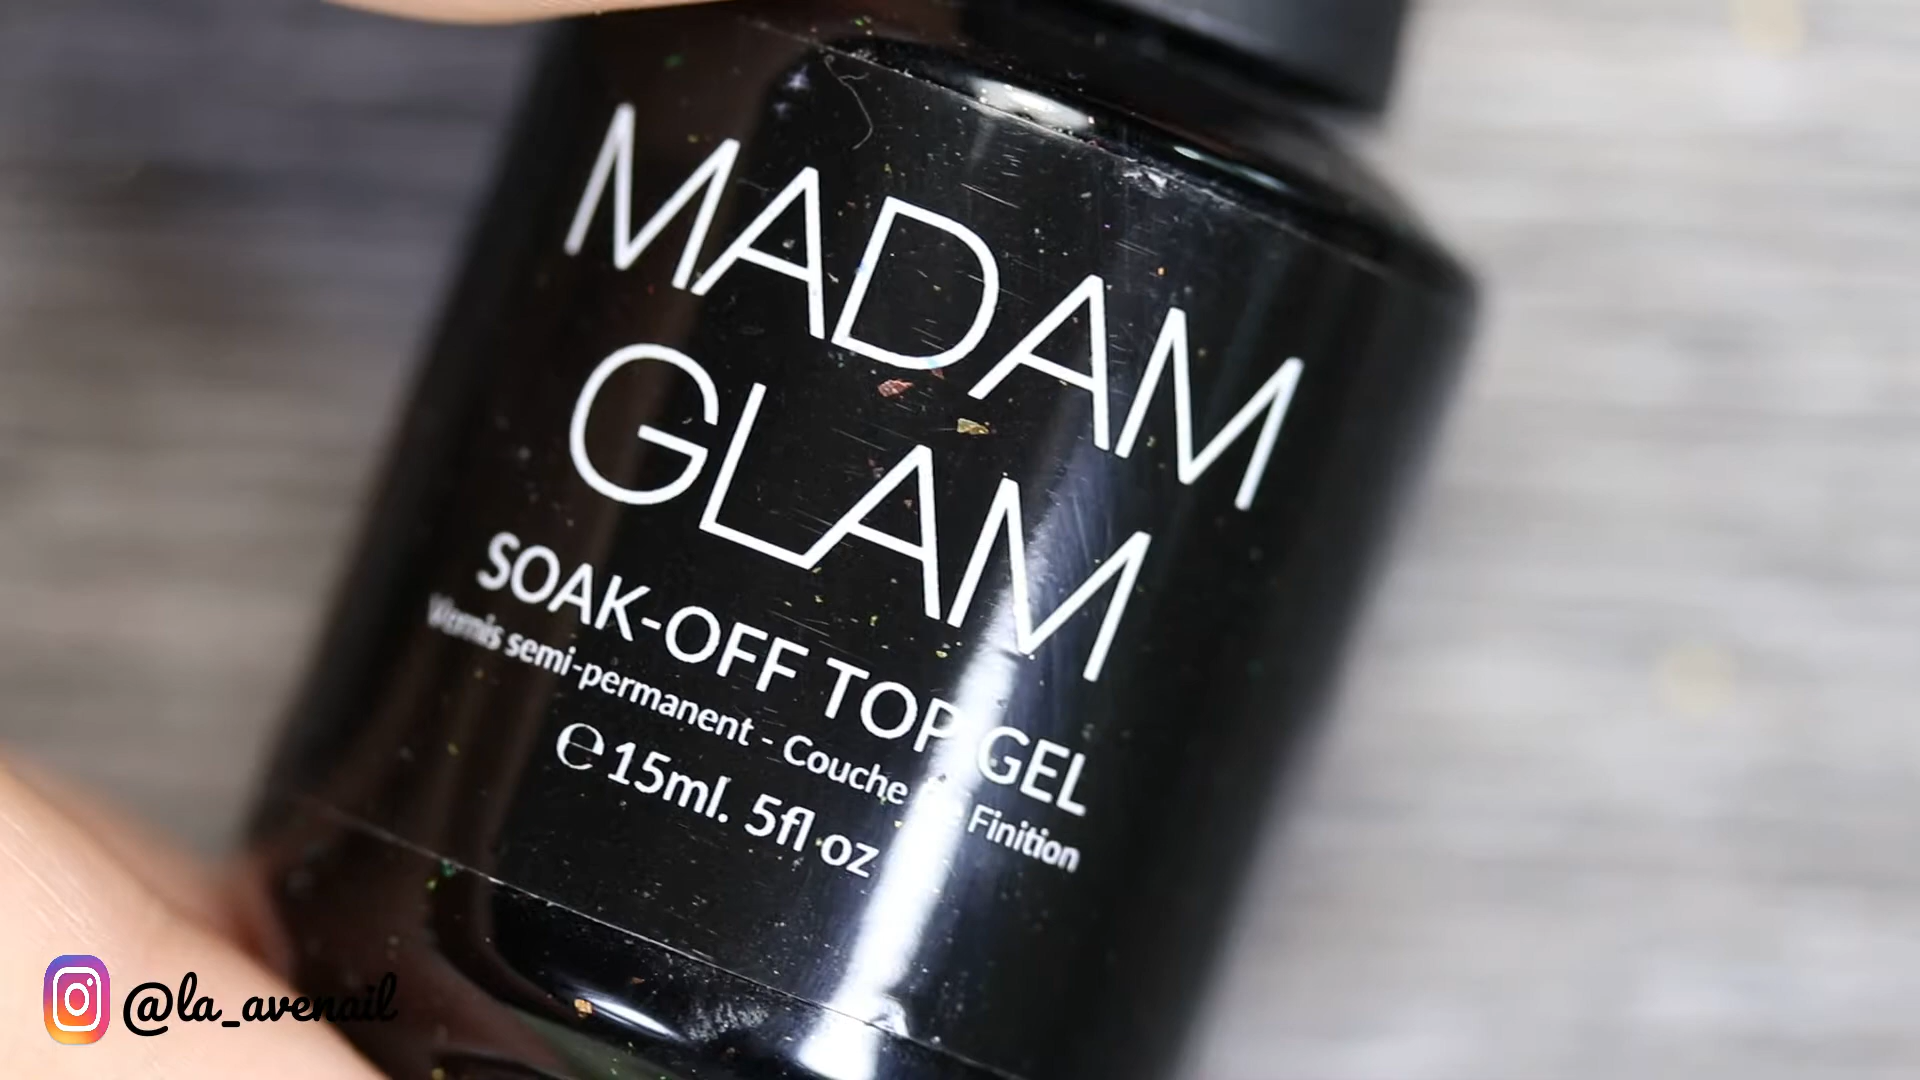 MADAM
GLAM
SOAK-OFF TOP GEL
Vernis semi-permanent - Couche Finition
℮15ml. 5fl oz
@la_avenail